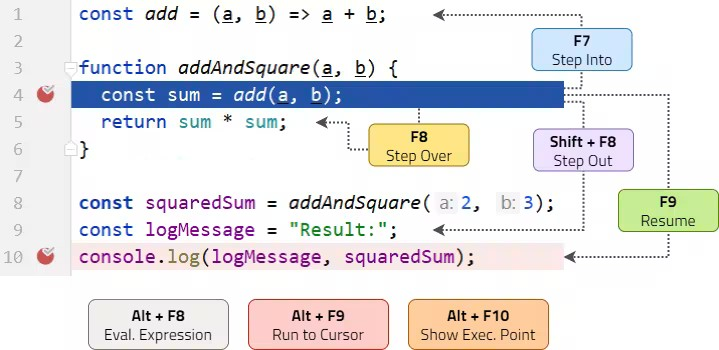 1 const add = (a, b) => a + b;
2
F7
Step Into
3 function addAndSquare(a, b) {
4 const sum = add(a, b);
5 return sum * sum;
F8
Step Over
Shift + F8
Step Out
6 }
7
8 const squaredSum = addAndSquare( a: 2, b: 3);
F9
Resume
9 const logMessage = "Result:";
10 console.log(logMessage, squaredSum);
Alt + F8
Eval. Expression
Alt + F9
Run to Cursor
Alt + F10
Show Exec. Point